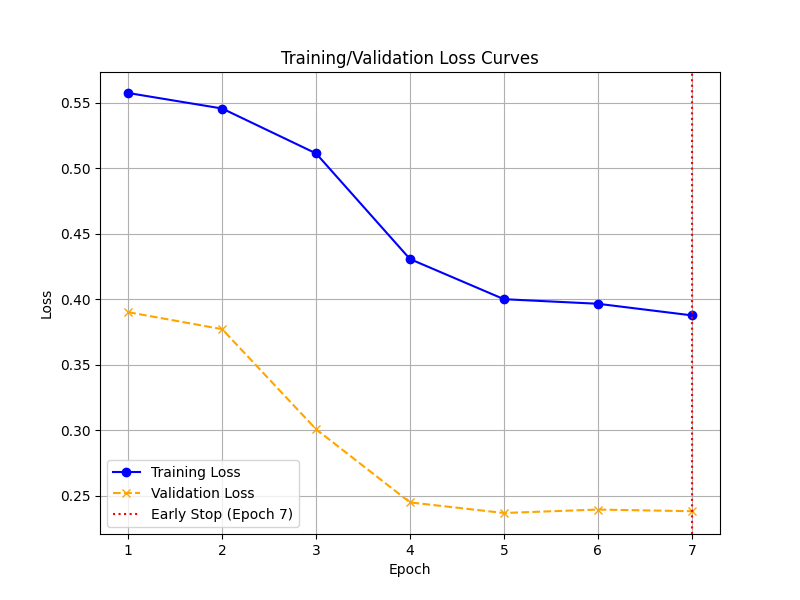 Training/Validation Loss Curves
0.55
0.50
0.45
0.40
0.35
0.30
0.25
Loss
Training Loss
Validation Loss
Early Stop (Epoch 7)
1 2 3 4 5 6 7
Epoch